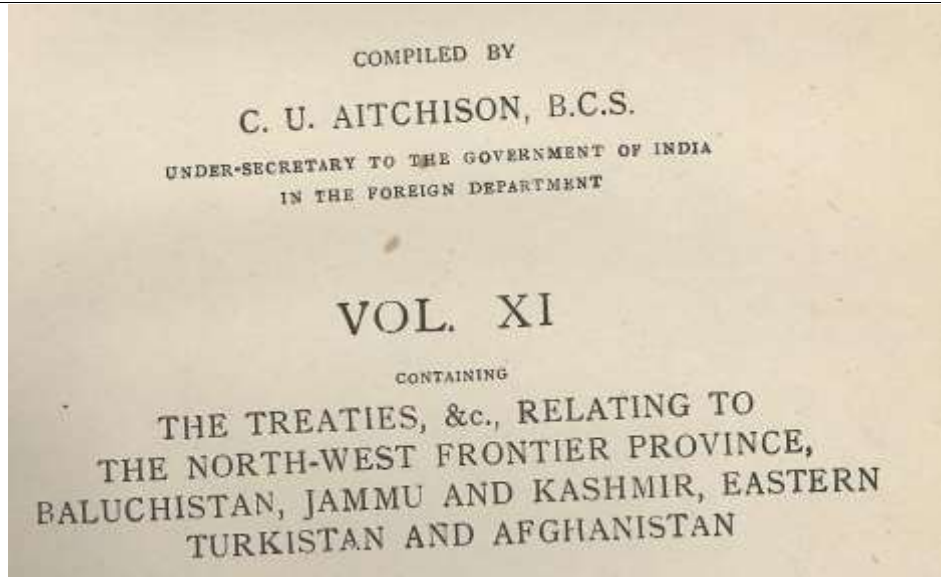 COMPILED BY
C. U. AITCHISON, B.C.S.
UNDER-SECRETARY TO THE GOVERNMENT OF INDIA
IN THE FOREIGN DEPARTMENT
VOL. XI
CONTAINING
THE TREATIES, &c., RELATING TO
THE NORTH-WEST FRONTIER PROVINCE,
BALUCHISTAN, JAMMU AND KASHMIR, EASTERN
TURKISTAN AND AFGHANISTAN